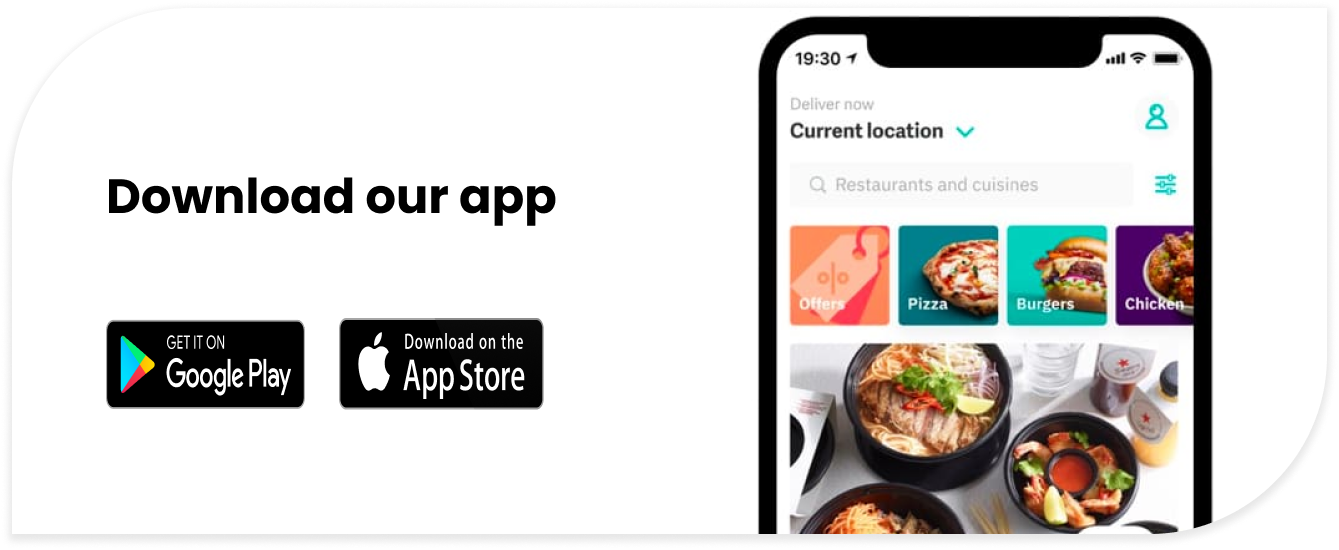 Download our app
GET IT ON
Google Play
Download on the
App Store
19:30
Deliver now
Current location
Restaurants and cuisines
Offers
Pizza
Burgers
Chicken